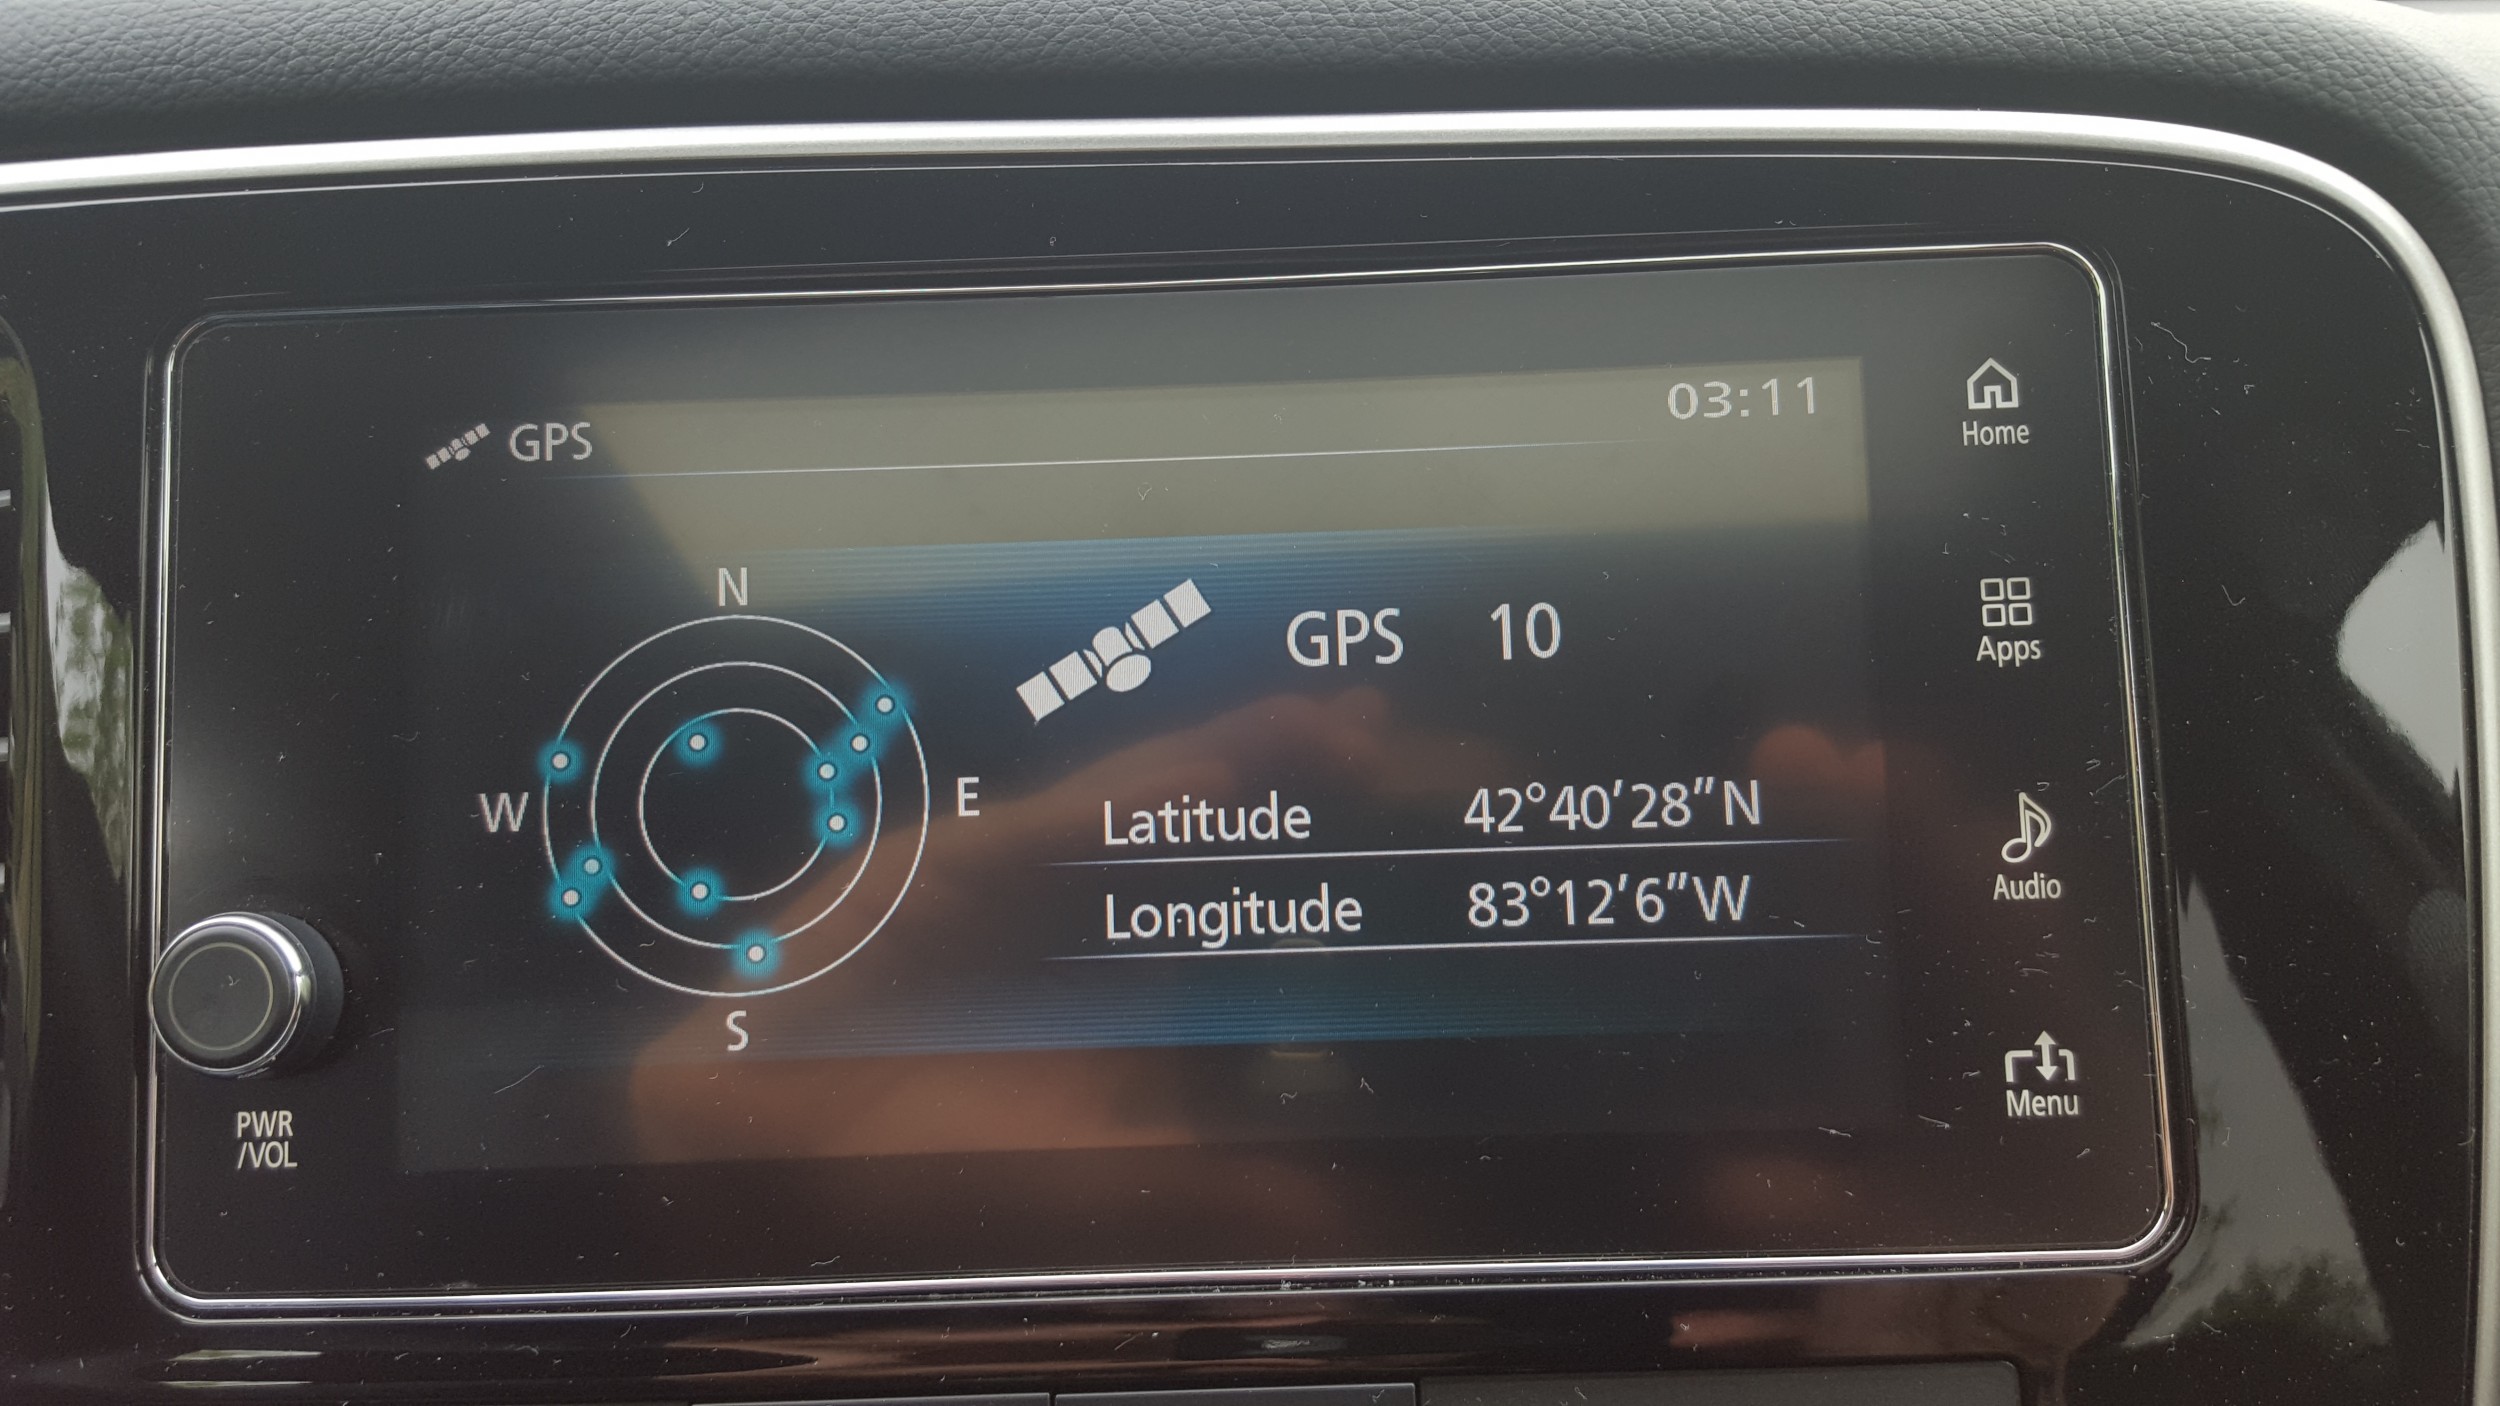 GPS
03:11
Home
N
GPS 10
Apps
W
E
Latitude 42°40'28"N
Longitude 83°12'6"W
Audio
S
Menu
PWR
/VOL